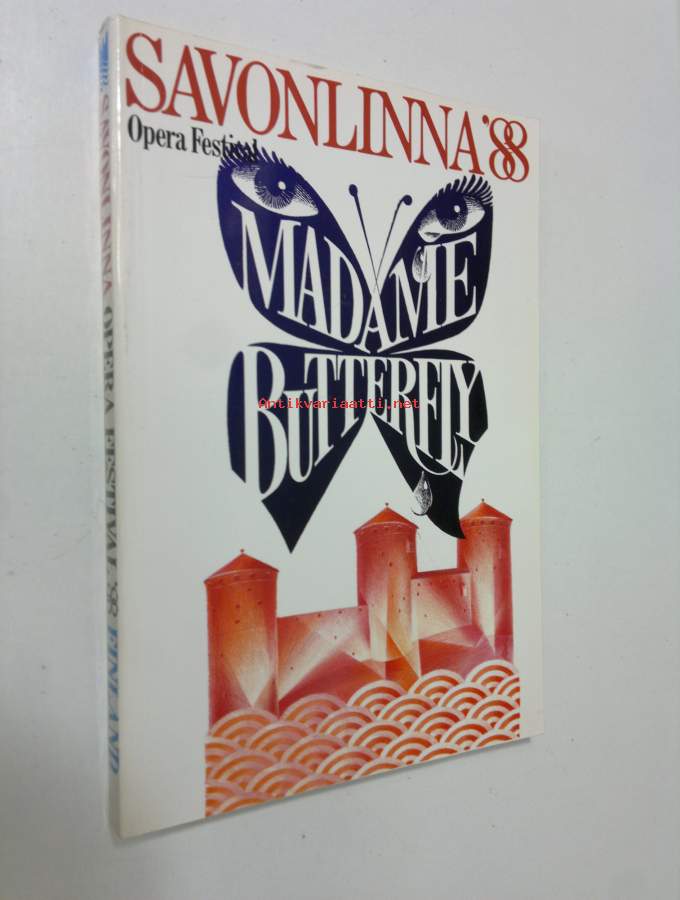 SAVONLINNA '88
Opera Festival
MADAME
BUTTERFLY
Antikvariaatti.net
SAVONLINNA OPERA FESTIVAL '88 FINLAND